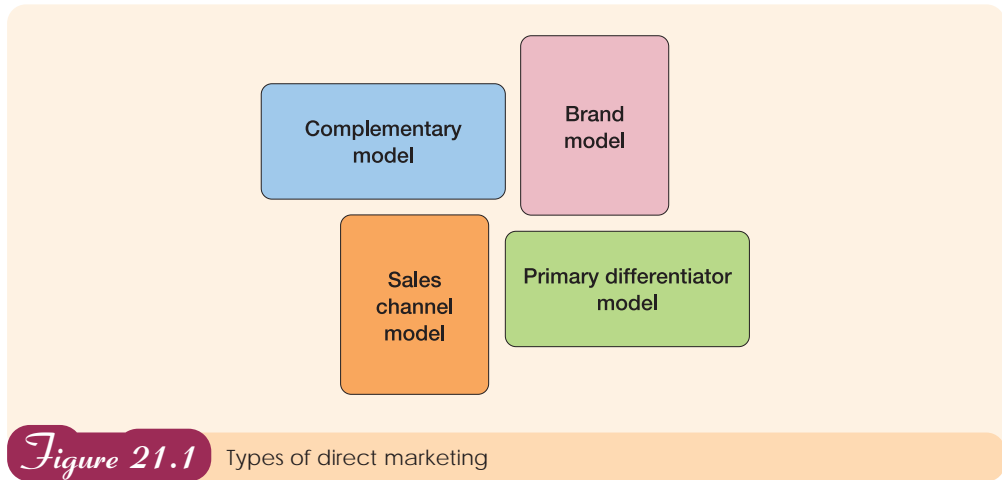 Complementary
model
Brand
model
Sales
channel
model
Primary differentiator
model
Figure 21.1 Types of direct marketing